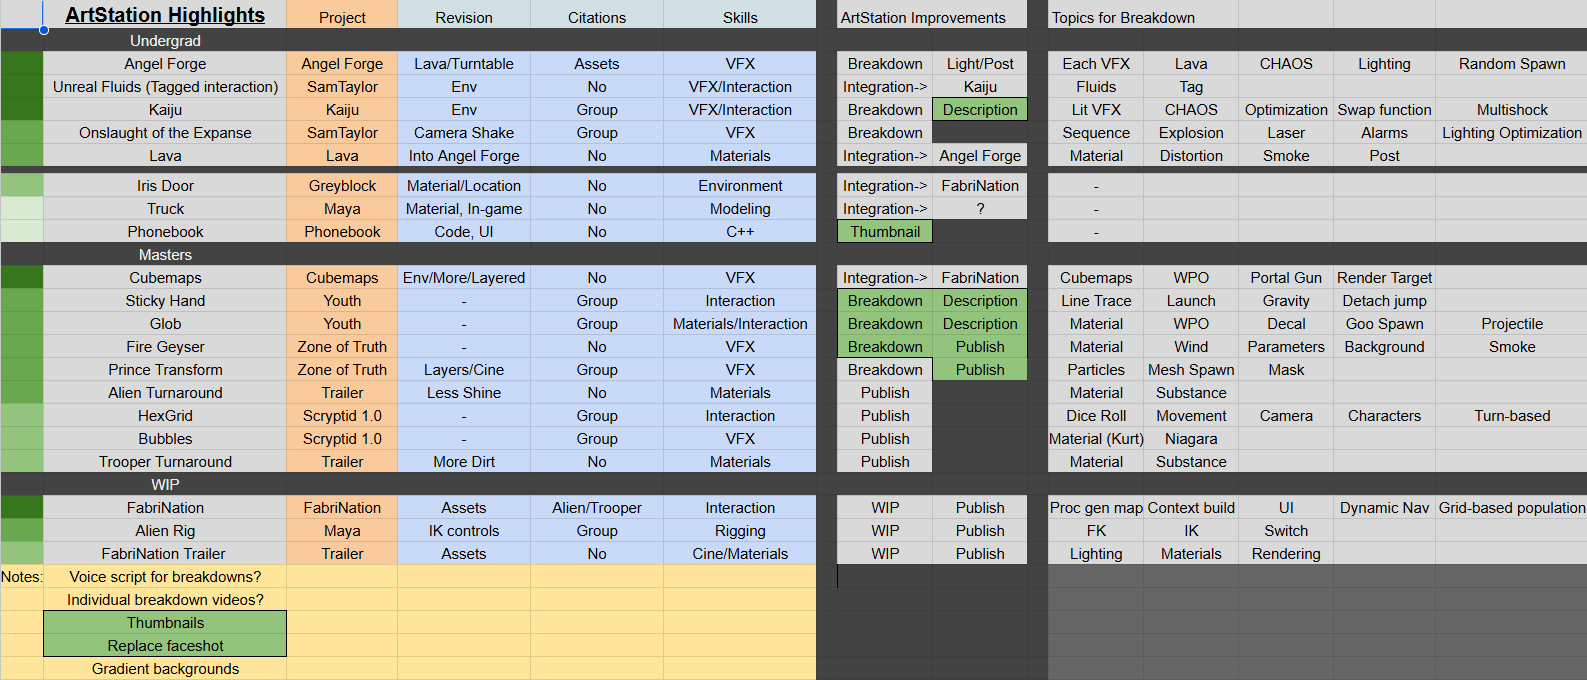 ArtStation Highlights Project Revision Citations Skills ArtStation Improvements Topics for Breakdown
Undergrad
Angel Forge Angel Forge Lava/Turntable Assets VFX Breakdown Light/Post Each VFX Lava CHAOS Lighting Random Spawn
Unreal Fluids (Tagged interaction) SamTaylor Env No VFX/Interaction Integration-> Kaiju Fluids Tag
Kaiju Kaiju Env Group VFX/Interaction Breakdown Description Lit VFX CHAOS Optimization Swap function Multishock
Onslaught of the Expanse SamTaylor Camera Shake Group VFX Breakdown Sequence Explosion Laser Alarms Lighting Optimization
Lava Lava Into Angel Forge No Materials Integration-> Angel Forge Material Distortion Smoke Post
Iris Door Greyblock Material/Location No Environment Integration-> FabriNation -
Truck Maya Material, In-game No Modeling Integration-> ? -
Phonebook Phonebook Code, UI No C++ Thumbnail -
Masters
Cubemaps Cubemaps Env/More/Layered No VFX Integration-> FabriNation Cubemaps WPO Portal Gun Render Target
Sticky Hand Youth - Group Interaction Breakdown Description Line Trace Launch Gravity Detach jump
Glob Youth - Group Materials/Interaction Breakdown Description Material WPO Decal Goo Spawn Projectile
Fire Geyser Zone of Truth - No VFX Breakdown Publish Material Wind Parameters Background Smoke
Prince Transform Zone of Truth Layers/Cine Group VFX Breakdown Publish Particles Mesh Spawn Mask
Alien Turnaround Trailer Less Shine No Materials Publish Material Substance
HexGrid Scryptid 1.0 - Group Interaction Publish Dice Roll Movement Camera Characters Turn-based
Bubbles Scryptid 1.0 - Group VFX Publish Material (Kurt) Niagara
Trooper Turnaround Trailer More Dirt No Materials Publish Material Substance
WIP
FabriNation FabriNation Assets Alien/Trooper Interaction WIP Publish Proc gen map Context build UI Dynamic Nav Grid-based population
Alien Rig Maya IK controls Group Rigging WIP Publish FK IK Switch
FabriNation Trailer Trailer Assets No Cine/Materials WIP Publish Lighting Materials Rendering
Notes: Voice script for breakdowns?
Individual breakdown videos?
Thumbnails
Replace faceshot
Gradient backgrounds